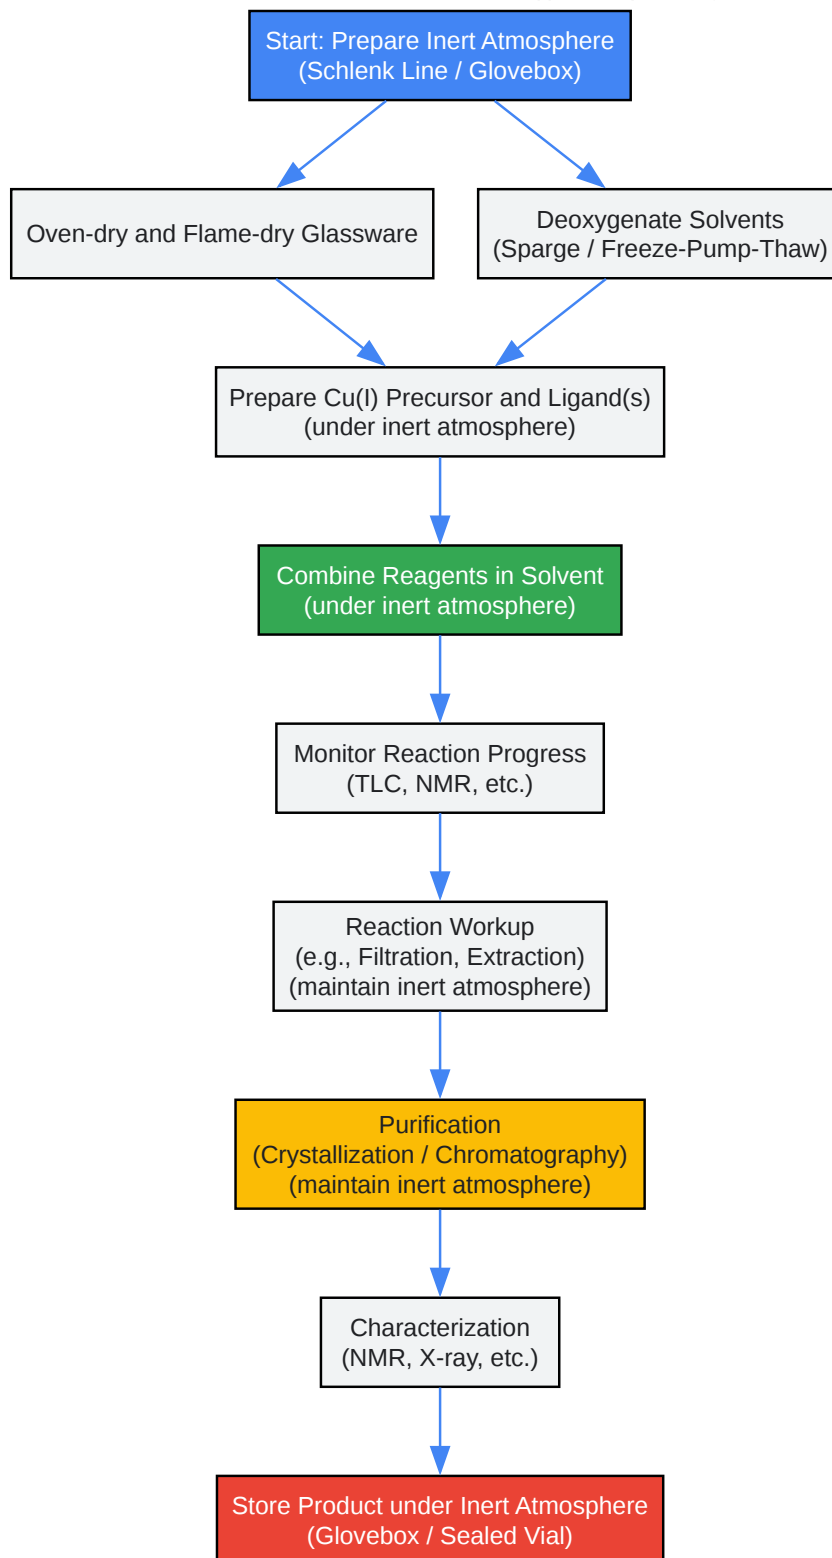 Start: Prepare Inert Atmosphere
(Schlenk Line / Glovebox)
Oven-dry and Flame-dry Glassware
Deoxygenate Solvents
(Sparge / Freeze-Pump-Thaw)
Prepare Cu(I) Precursor and Ligand(s)
(under inert atmosphere)
Combine Reagents in Solvent
(under inert atmosphere)
Monitor Reaction Progress
(TLC, NMR, etc.)
Reaction Workup
(e.g., Filtration, Extraction)
(maintain inert atmosphere)
Purification
(Crystallization / Chromatography)
(maintain inert atmosphere)
Characterization
(NMR, X-ray, etc.)
Store Product under Inert Atmosphere
(Glovebox / Sealed Vial)